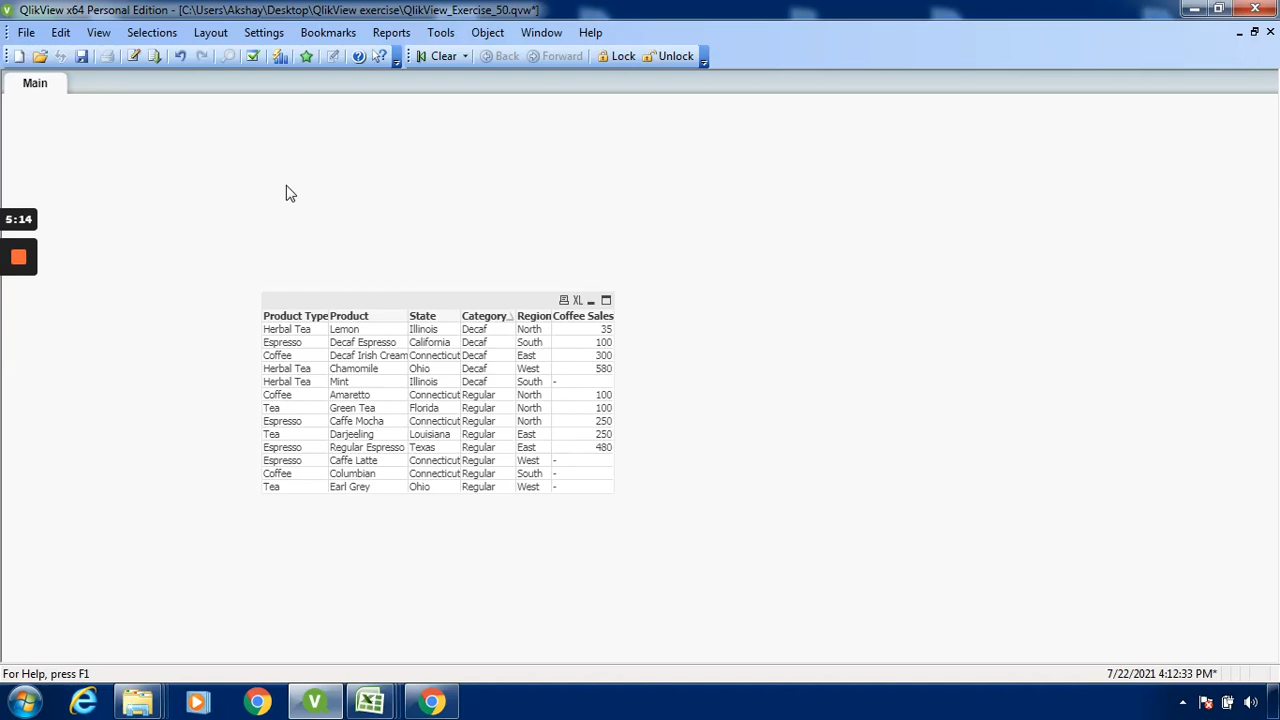 QlikView x64 Personal Edition - [C:\Users\Akshay\Desktop\QlikView exercise\QlikView_Exercise_50.qvw*]
File Edit View Selections Layout Settings Bookmarks Reports Tools Object Window Help
Clear Back Forward Lock Unlock
Main
5:14
XL
Product Type Product State Category Region Coffee Sales
Herbal Tea Lemon Illinois Decaf North 35
Espresso Decaf Espresso California Decaf South 100
Coffee Decaf Irish Cream Connecticut Decaf East 300
Herbal Tea Chamomile Ohio Decaf West 580
Herbal Tea Mint Illinois Decaf South -
Coffee Amaretto Connecticut Regular North 100
Tea Green Tea Florida Regular North 100
Espresso Caffe Mocha Connecticut Regular North 250
Tea Darjeeling Louisiana Regular East 250
Espresso Regular Espresso Texas Regular East 480
Espresso Caffe Latte Connecticut Regular West -
Coffee Columbian Connecticut Regular South -
Tea Earl Grey Ohio Regular West -
For Help, press F1
7/22/2021 4:12:33 PM*